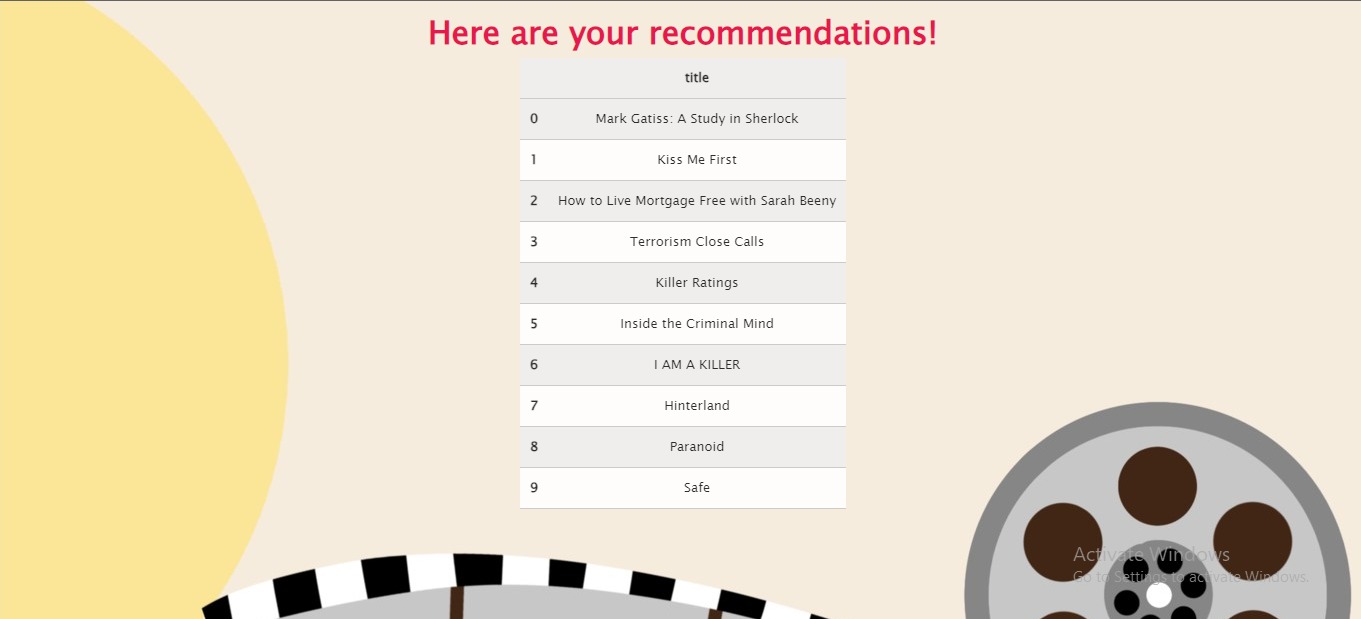 Here are your recommendations!
title
0 Mark Gatiss: A Study in Sherlock
1 Kiss Me First
2 How to Live Mortgage Free with Sarah Beeny
3 Terrorism Close Calls
4 Killer Ratings
5 Inside the Criminal Mind
6 I AM A KILLER
7 Hinterland
8 Paranoid
9 Safe
Activate Windows
Go to Settings to activate Windows.